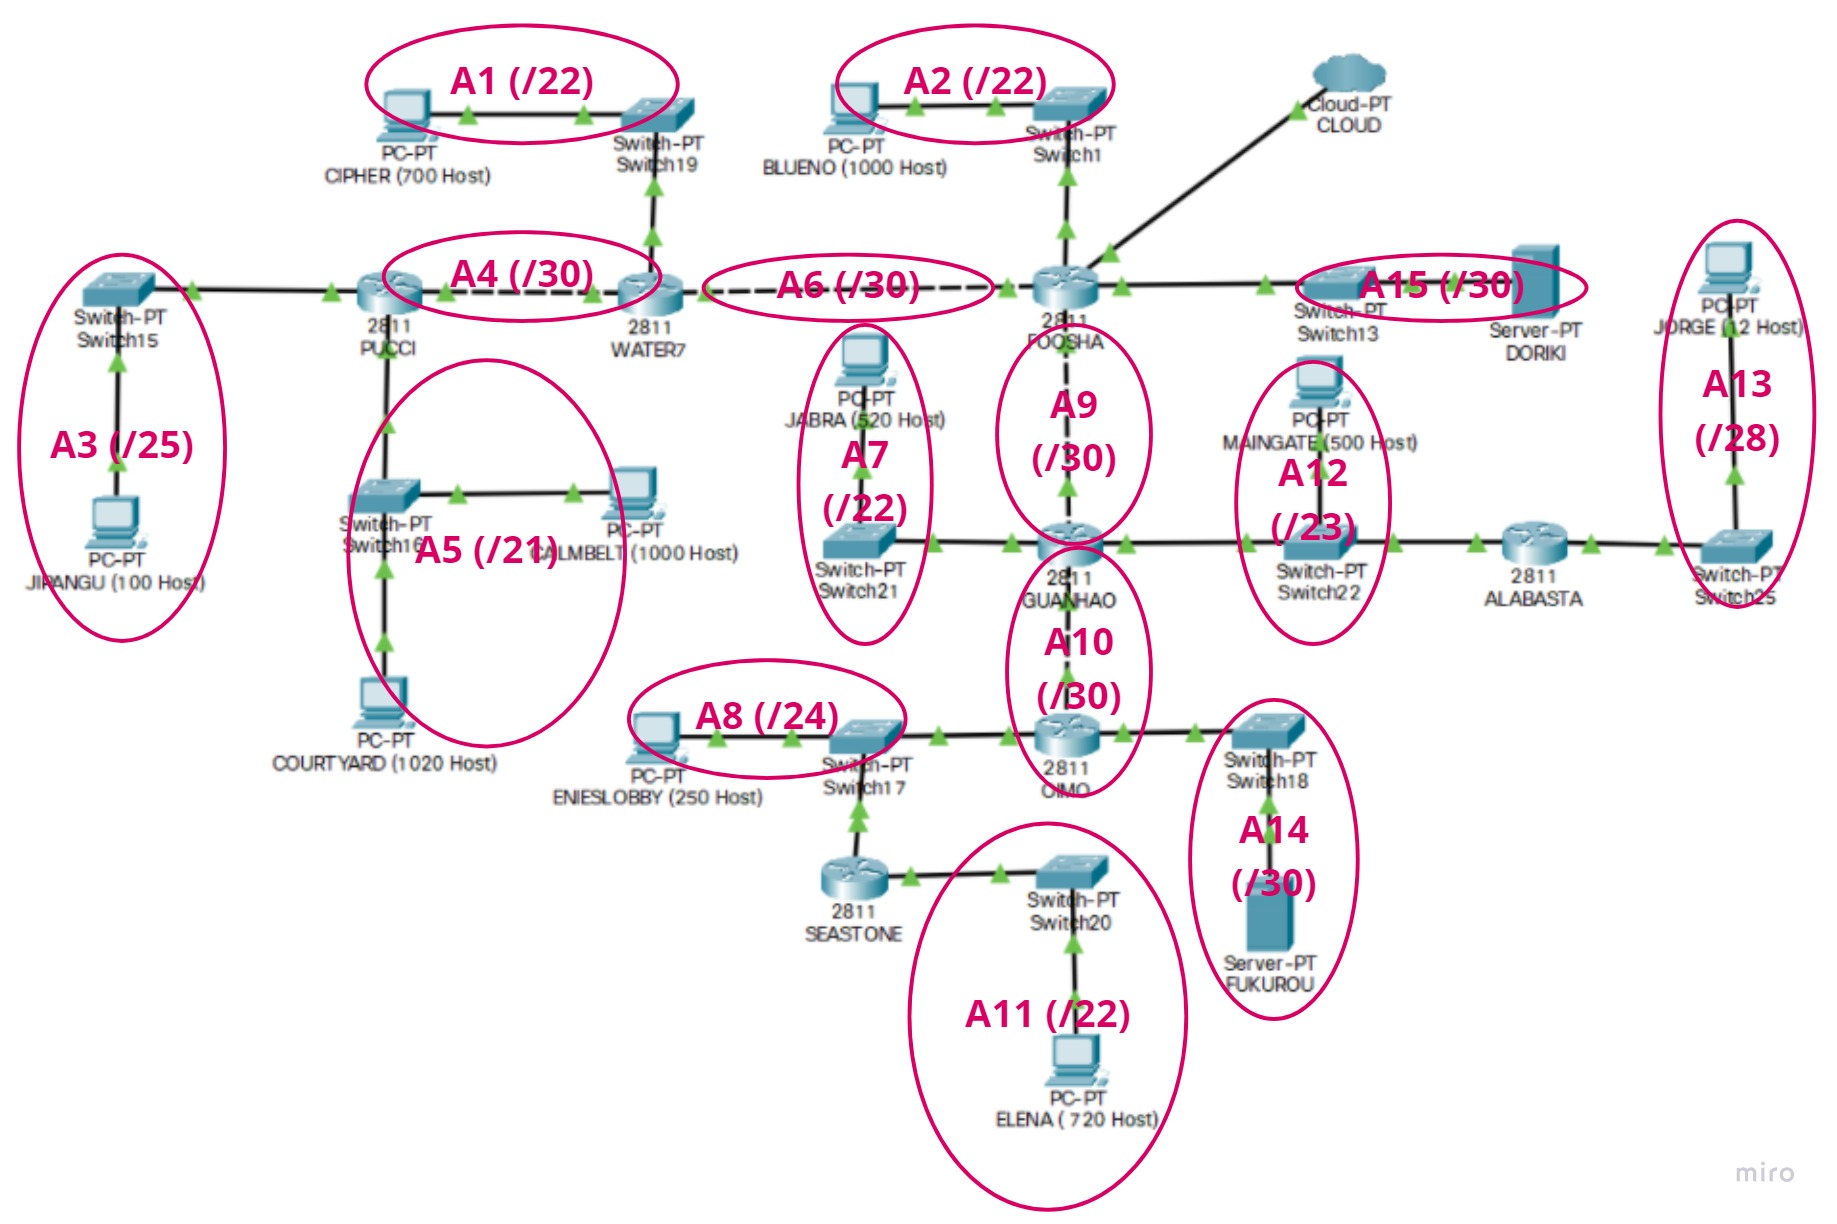 A1 (/22)
PC-PT
CIPHER (700 Host)
Switch-PT
Switch19
A2 (/22)
PC-PT
BLUENO (1000 Host)
Switch-PT
Switch1
Cloud-PT
CLOUD
A4 (/30)
A6 (/30)
A15 (/30)
Switch-PT
Switch15
2811
PUCCI
2811
WATER7
2811
FOOSHA
Switch-PT
Switch13
Server-PT
DORIKI
PC-PT
JORGE (12 Host)
A3 (/25)
PC-PT
JIPANGU (100 Host)
PC-PT
JABRA (520 Host)
A7
(/22)
A9
(/30)
PC-PT
MAINGATE (500 Host)
A12
(/23)
A13
(/28)
Switch-PT
Switch16
A5 (/21)
PC-PT
CALMBELT (1000 Host)
Switch-PT
Switch21
2811
GUANHAO
Switch-PT
Switch22
2811
ALABASTA
Switch-PT
Switch25
A10
(/30)
PC-PT
COURTYARD (1020 Host)
A8 (/24)
PC-PT
ENIESLOBBY (250 Host)
Switch-PT
Switch17
2811
OIMO
Switch-PT
Switch18
A14
(/30)
2811
SEASTONE
Switch-PT
Switch20
Server-PT
FUKUROU
A11 (/22)
PC-PT
ELENA ( 720 Host)
miro